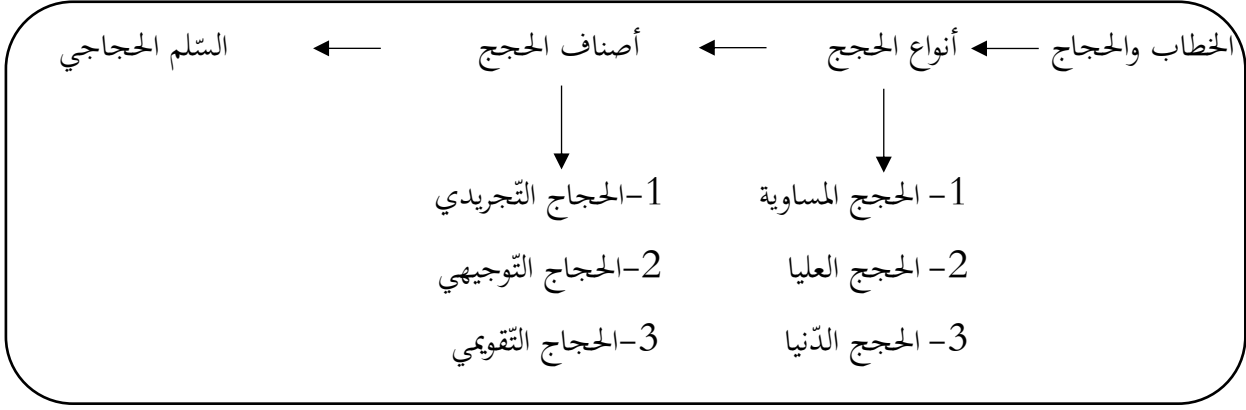 الخطاب والحجاج أنواع الحجج أصناف الحجج السّلم الحجاجي
1- الحجج المساوية 1-الحجاج التّجريدي
2- الحجج العليا 2-الحجاج التّوجيهي
3- الحجج الدّنيا 3-الحجاج التّقويمي